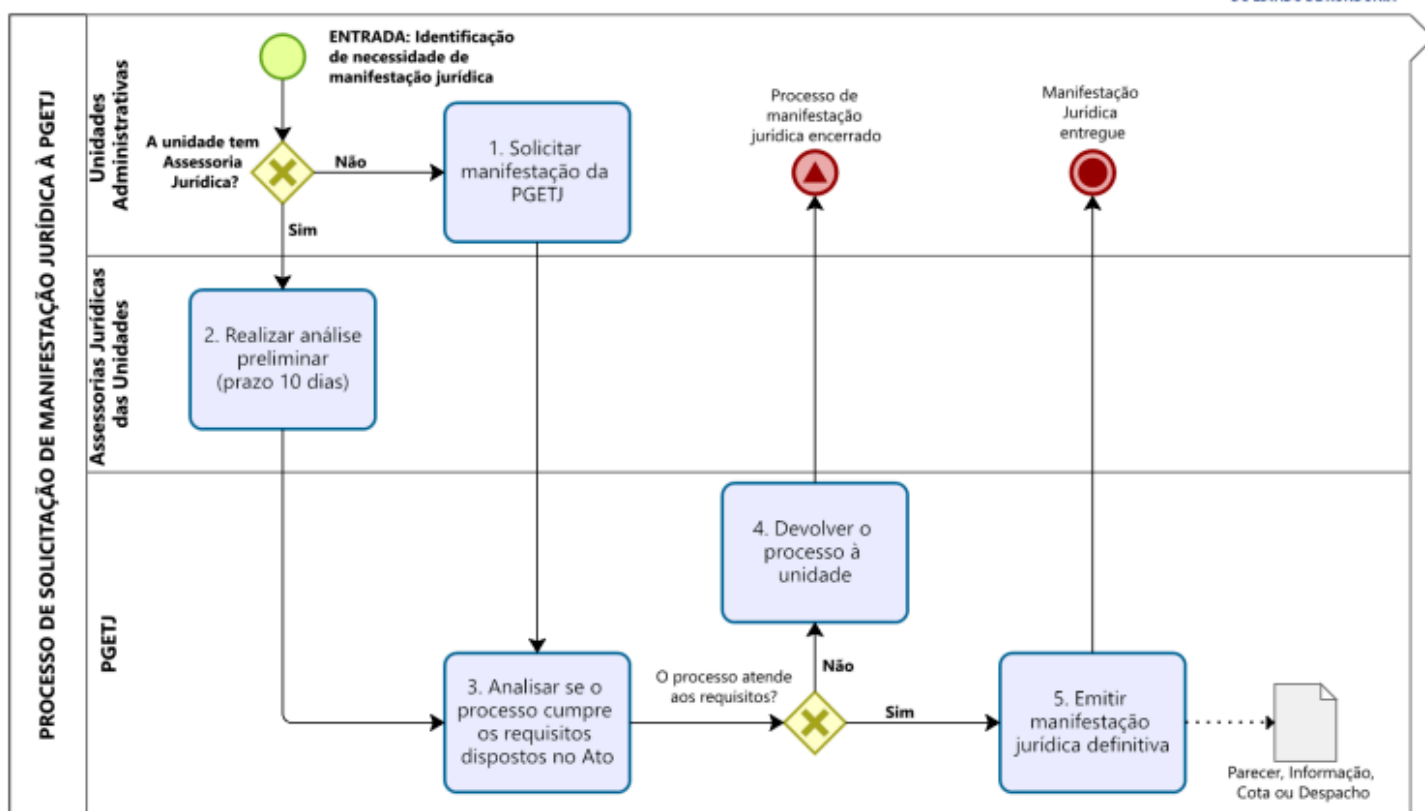 PROCESSO DE SOLICITAÇÃO DE MANIFESTAÇÃO JURÍDICA À PGETJ
Unidades
Administrativas
ENTRADA: Identificação
de necessidade de
manifestação jurídica
A unidade tem
Assessoria
Jurídica?
Não
Sim
1. Solicitar
manifestação da
PGETJ
Processo de
manifestação
jurídica encerrado
Manifestação
Jurídica
entregue
Assessorias Jurídicas
das Unidades
2. Realizar análise
preliminar
(prazo 10 dias)
PGETJ
3. Analisar se o
processo cumpre
os requisitos
dispostos no Ato
O processo atende
aos requisitos?
Não
Sim
4. Devolver o
processo à
unidade
5. Emitir
manifestação
jurídica definitiva
Parecer, Informação,
Cota ou Despacho